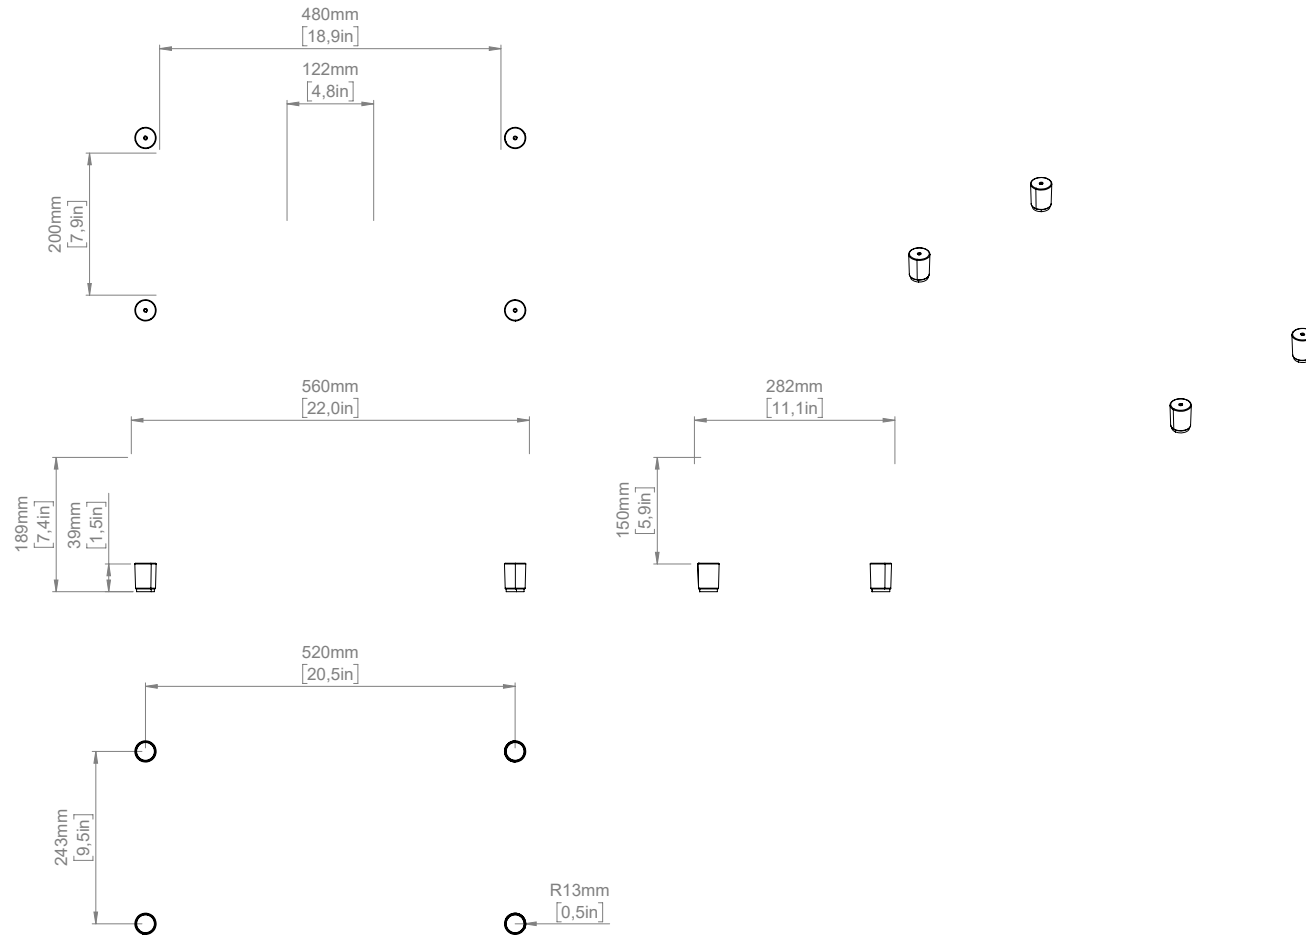 480mm
[18,9in]
122mm
[4,8in]
200mm
[7,9in]
560mm
[22,0in]
282mm
[11,1in]
189mm
[7,4in]
39mm
[1,5in]
150mm
[5,9in]
520mm
[20,5in]
243mm
[9,5in]
R13mm
[0,5in]